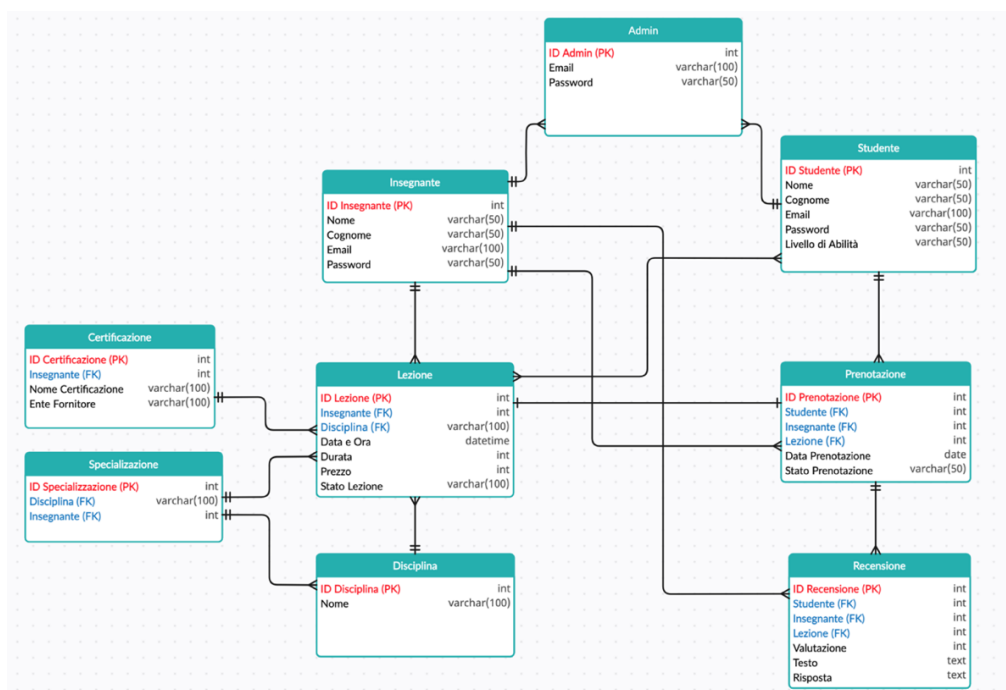 Admin
ID Admin (PK) int
Email varchar(100)
Password varchar(50)
Studente
ID Studente (PK) int
Nome varchar(50)
Cognome varchar(50)
Email varchar(100)
Password varchar(50)
Livello di Abilità varchar(50)
Insegnante
ID Insegnante (PK) int
Nome varchar(50)
Cognome varchar(50)
Email varchar(100)
Password varchar(50)
Certificazione
ID Certificazione (PK) int
Insegnante (FK) int
Nome Certificazione varchar(100)
Ente Fornitore varchar(100)
Lezione
ID Lezione (PK) int
Insegnante (FK) int
Disciplina (FK) varchar(100)
Data e Ora datetime
Durata int
Prezzo int
Stato Lezione varchar(100)
Prenotazione
ID Prenotazione (PK) int
Studente (FK) int
Insegnante (FK) int
Lezione (FK) int
Data Prenotazione date
Stato Prenotazione varchar(50)
Specializazione
ID Specializzazione (PK) int
Disciplina (FK) varchar(100)
Insegnante (FK) int
Disciplina
ID Disciplina (PK) int
Nome varchar(100)
Recensione
ID Recensione (PK) int
Studente (FK) int
Insegnante (FK) int
Lezione (FK) int
Valutazione int
Testo text
Risposta text